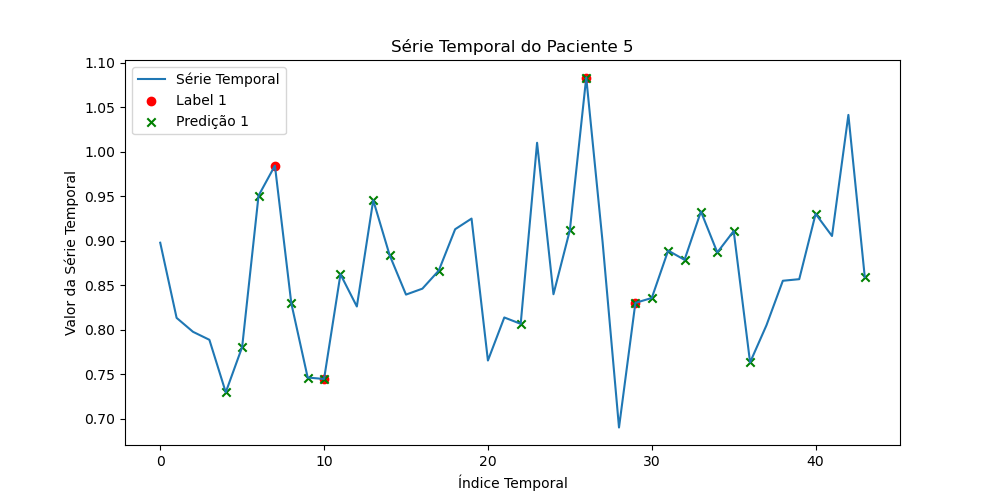 Série Temporal do Paciente 5
Série Temporal
Label 1
Predição 1
Valor da Série Temporal
1.10
1.05
1.00
0.95
0.90
0.85
0.80
0.75
0.70
0
10
20
30
40
Índice Temporal